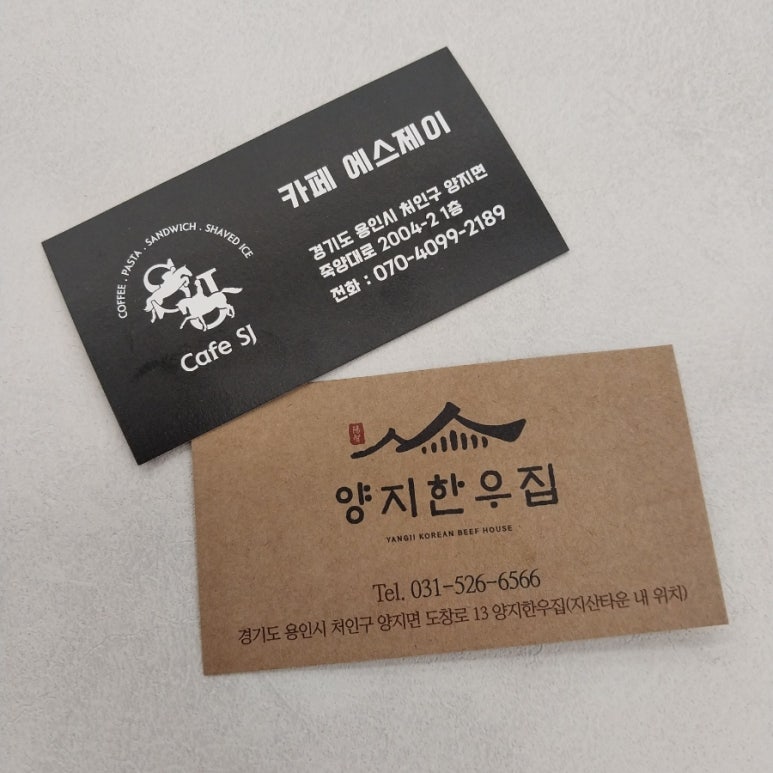 카페 에스제이
경기도 용인시 처인구 양지면
죽양대로 2004-2 1층
전화 : 070-4099-2189
COFFEE . PASTA . SANDWICH . SHAVED ICE
Cafe SJ
양지한우집
YANGII KOREAN BEEF HOUSE
Tel. 031-526-6566
경기도 용인시 처인구 양지면 도창로 13 양지한우집(지산타운 내 위치)